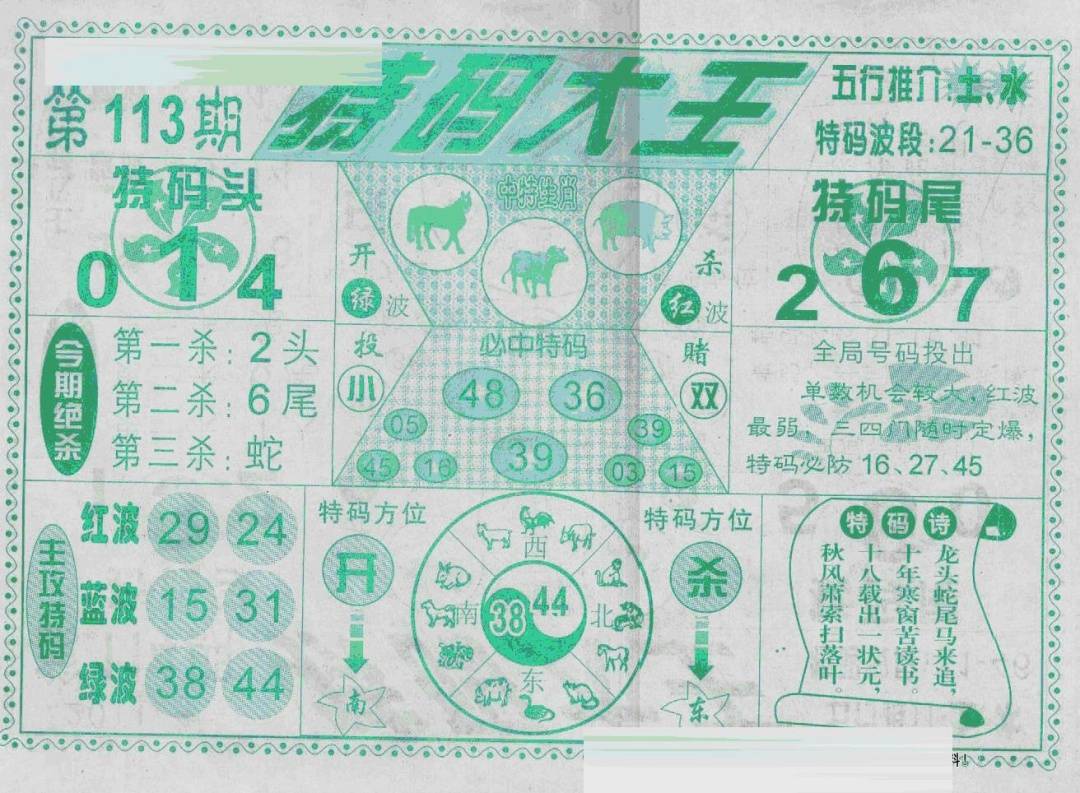 第113期
特码大王
五行推介:土、水
特码波段:21-36
特码头
0 1 4
中特生肖
开
绿波
杀
红波
特码尾
2 6 7
今期绝杀
第一杀: 2头
第二杀: 6尾
第三杀: 蛇
投
小
必中特码
48 36
39
05
45 16
39
03 15
赌
双
全局号码投出
单数机会较大,红波
最弱, 三四门随时定爆,
特码必防 16、27、45
主攻特码
红波 29 24
蓝波 15 31
绿波 38 44
特码方位
开
南
西
南
北
东
38 44
特码方位
杀
东
特码诗
龙头蛇尾马来追,
十年寒窗苦读书。
十八载出一状元,
秋风萧索扫落叶。
料!